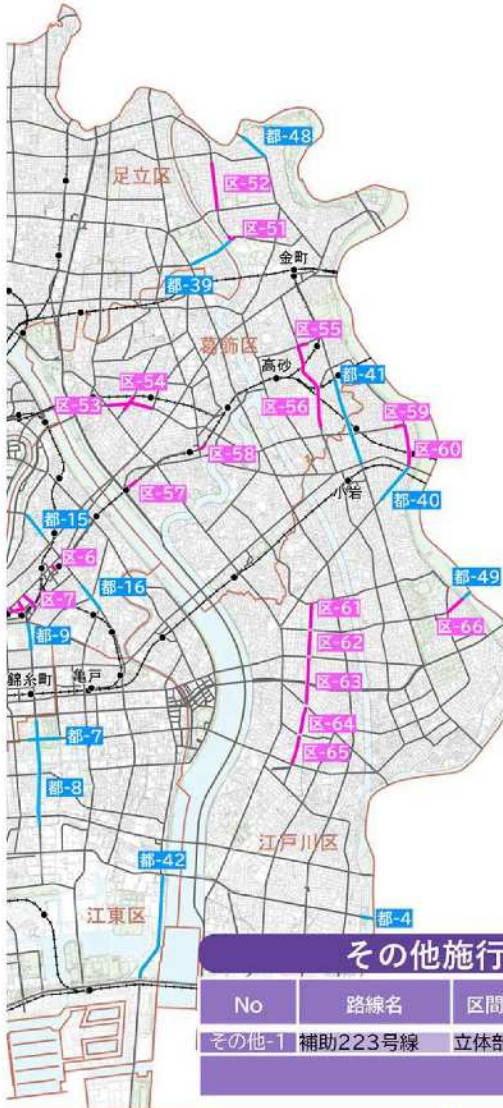 都-48
足立区
区-52
区-51
金町
都-39
区-55
葛飾区
高砂
都-41
区-54
区-53
区-56
区-59
区-58
区-60
区-57
小岩
都-40
都-15
区-6
都-16
都-49
区-7
区-61
区-66
都-9
区-62
錦糸町
亀戸
区-63
区-64
都-7
区-65
都-8
江戸川区
都-42
江東区
都-4
その他施行
No 路線名 区間
その他-1 補助223号線 立体部